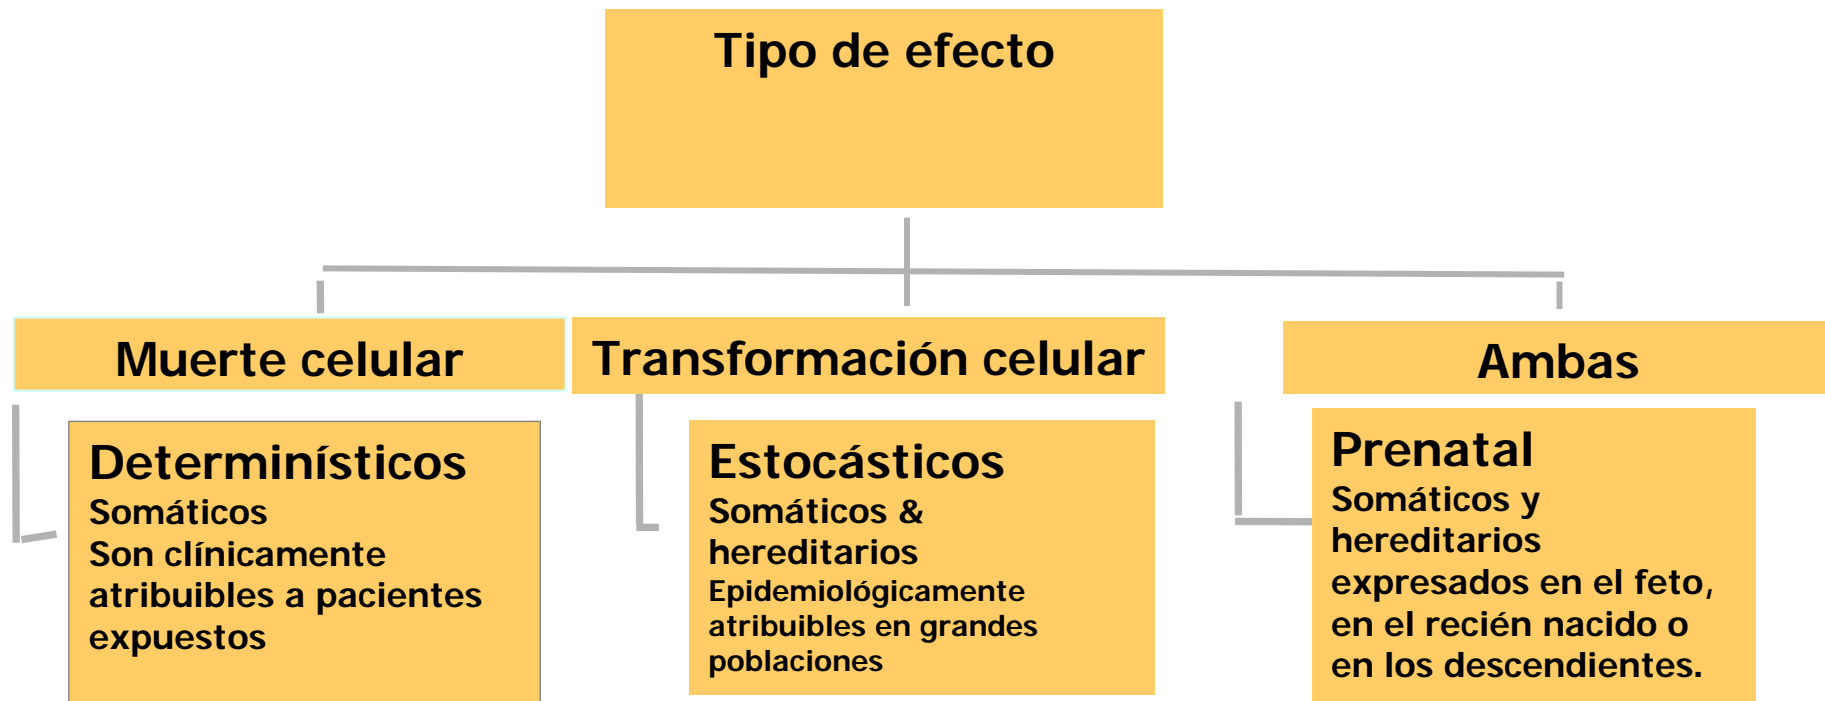 Tipo de efecto
Muerte celular
Transformación celular
Ambas
Determinísticos
Somáticos
Son clínicamente
atribuibles a pacientes
expuestos
Estocásticos
Somáticos &
hereditarios
Epidemiológicamente
atribuibles en grandes
poblaciones
Prenatal
Somáticos y
hereditarios
expresados en el feto,
en el recién nacido o
en los descendientes.